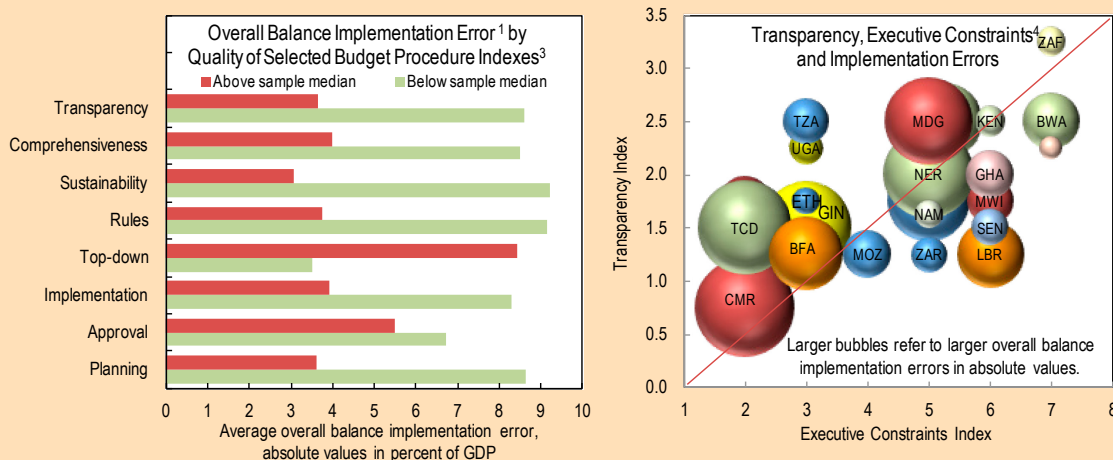 Overall Balance Implementation Error 1 by
Quality of Selected Budget Procedure Indexes3
Above sample median
Below sample median
Transparency
Comprehensiveness
Sustainability
Rules
Top-down
Implementation
Approval
Planning
0 1 2 3 4 5 6 7 8 9 10
Average overall balance implementation error,
absolute values in percent of GDP
Transparency, Executive Constraints4
and Implementation Errors
Transparency Index
3.5
3.0
2.5
2.0
1.5
1.0
0.5
0.0
ZAF
TZA
MDG
KEN
BWA
UGA
NER
GHA
ETH
GIN
NAM
MWI
TCD
SEN
BFA
MOZ
ZAR
LBR
CMR
Larger bubbles refer to larger overall balance
implementation errors in absolute values.
1 2 3 4 5 6 7 8
Executive Constraints Index